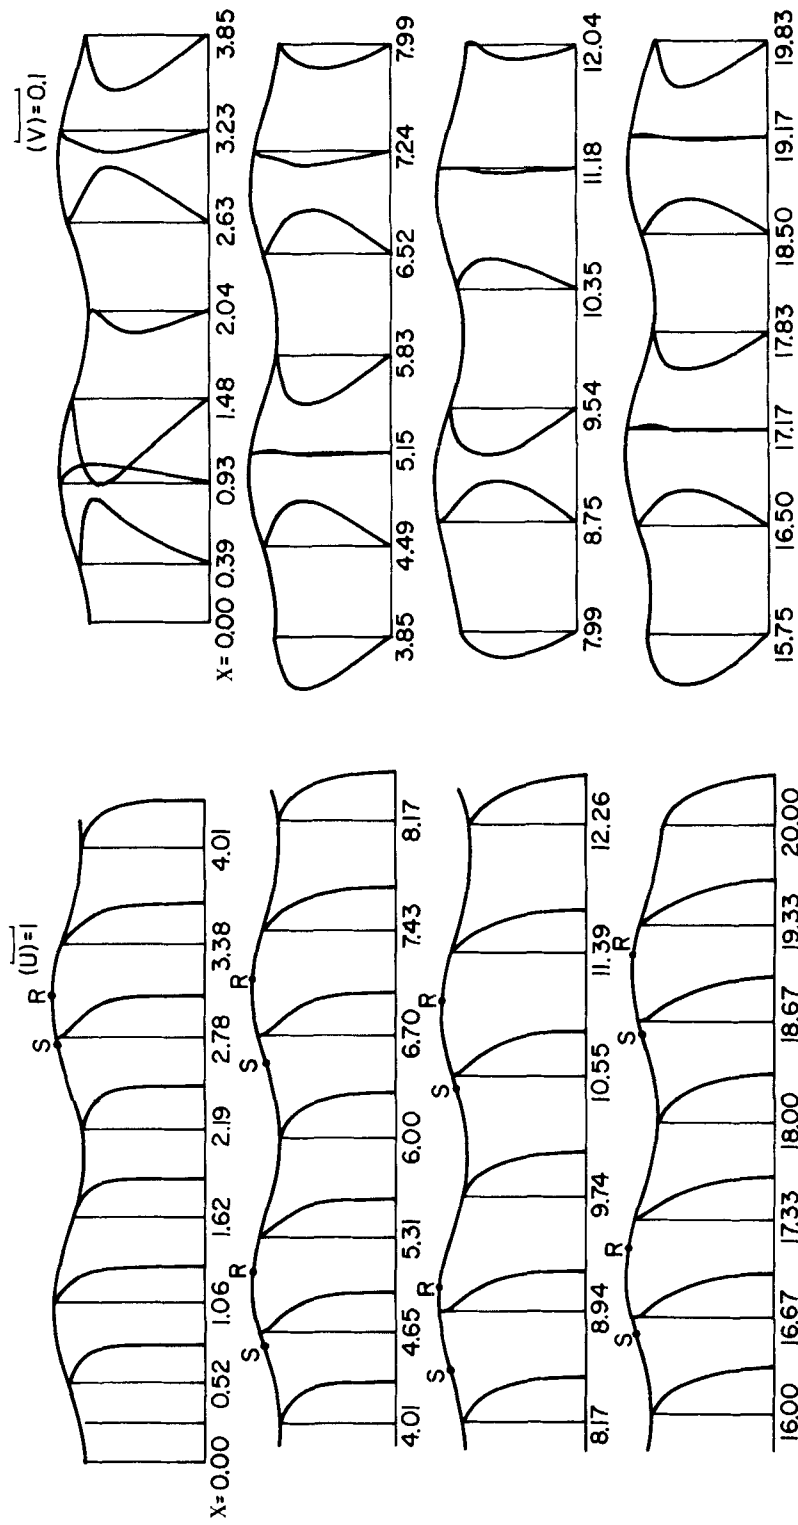 (V)=0.1
X=0.00 0.39 0.93 1.48 2.04 2.63 3.23 3.85
3.85 4.49 5.15 5.83 6.52 7.24 7.99
7.99 8.75 9.54 10.35 11.18 12.04
15.75 16.50 17.17 17.83 18.50 19.17 19.83
(U)=1
S R
X=0.00 0.52 1.06 1.62 2.19 2.78 3.38 4.01
S R S R
4.01 4.65 5.31 6.00 6.70 7.43 8.17
S R S R
8.17 8.94 9.74 10.55 11.39 12.26
S R S R
16.00 16.67 17.33 18.00 18.67 19.33 20.00